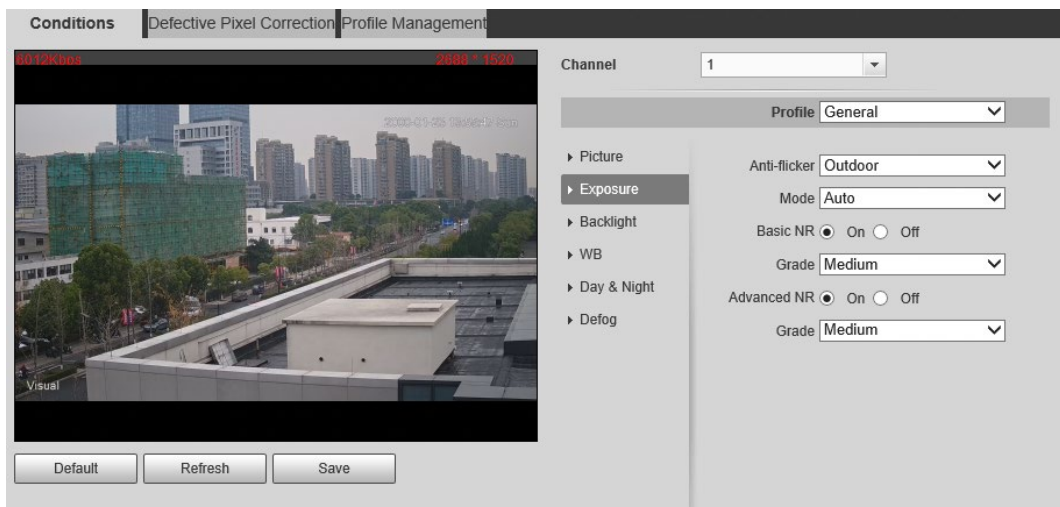 Conditions
Defective Pixel Correction
Profile Management
6012Kbps
2688 * 1520
Visual
Default
Refresh
Save
Channel
1
Profile General
Picture
Exposure
Backlight
WB
Day & Night
Defog
Anti-flicker Outdoor
Mode Auto
Basic NR On Off
Grade Medium
Advanced NR On Off
Grade Medium